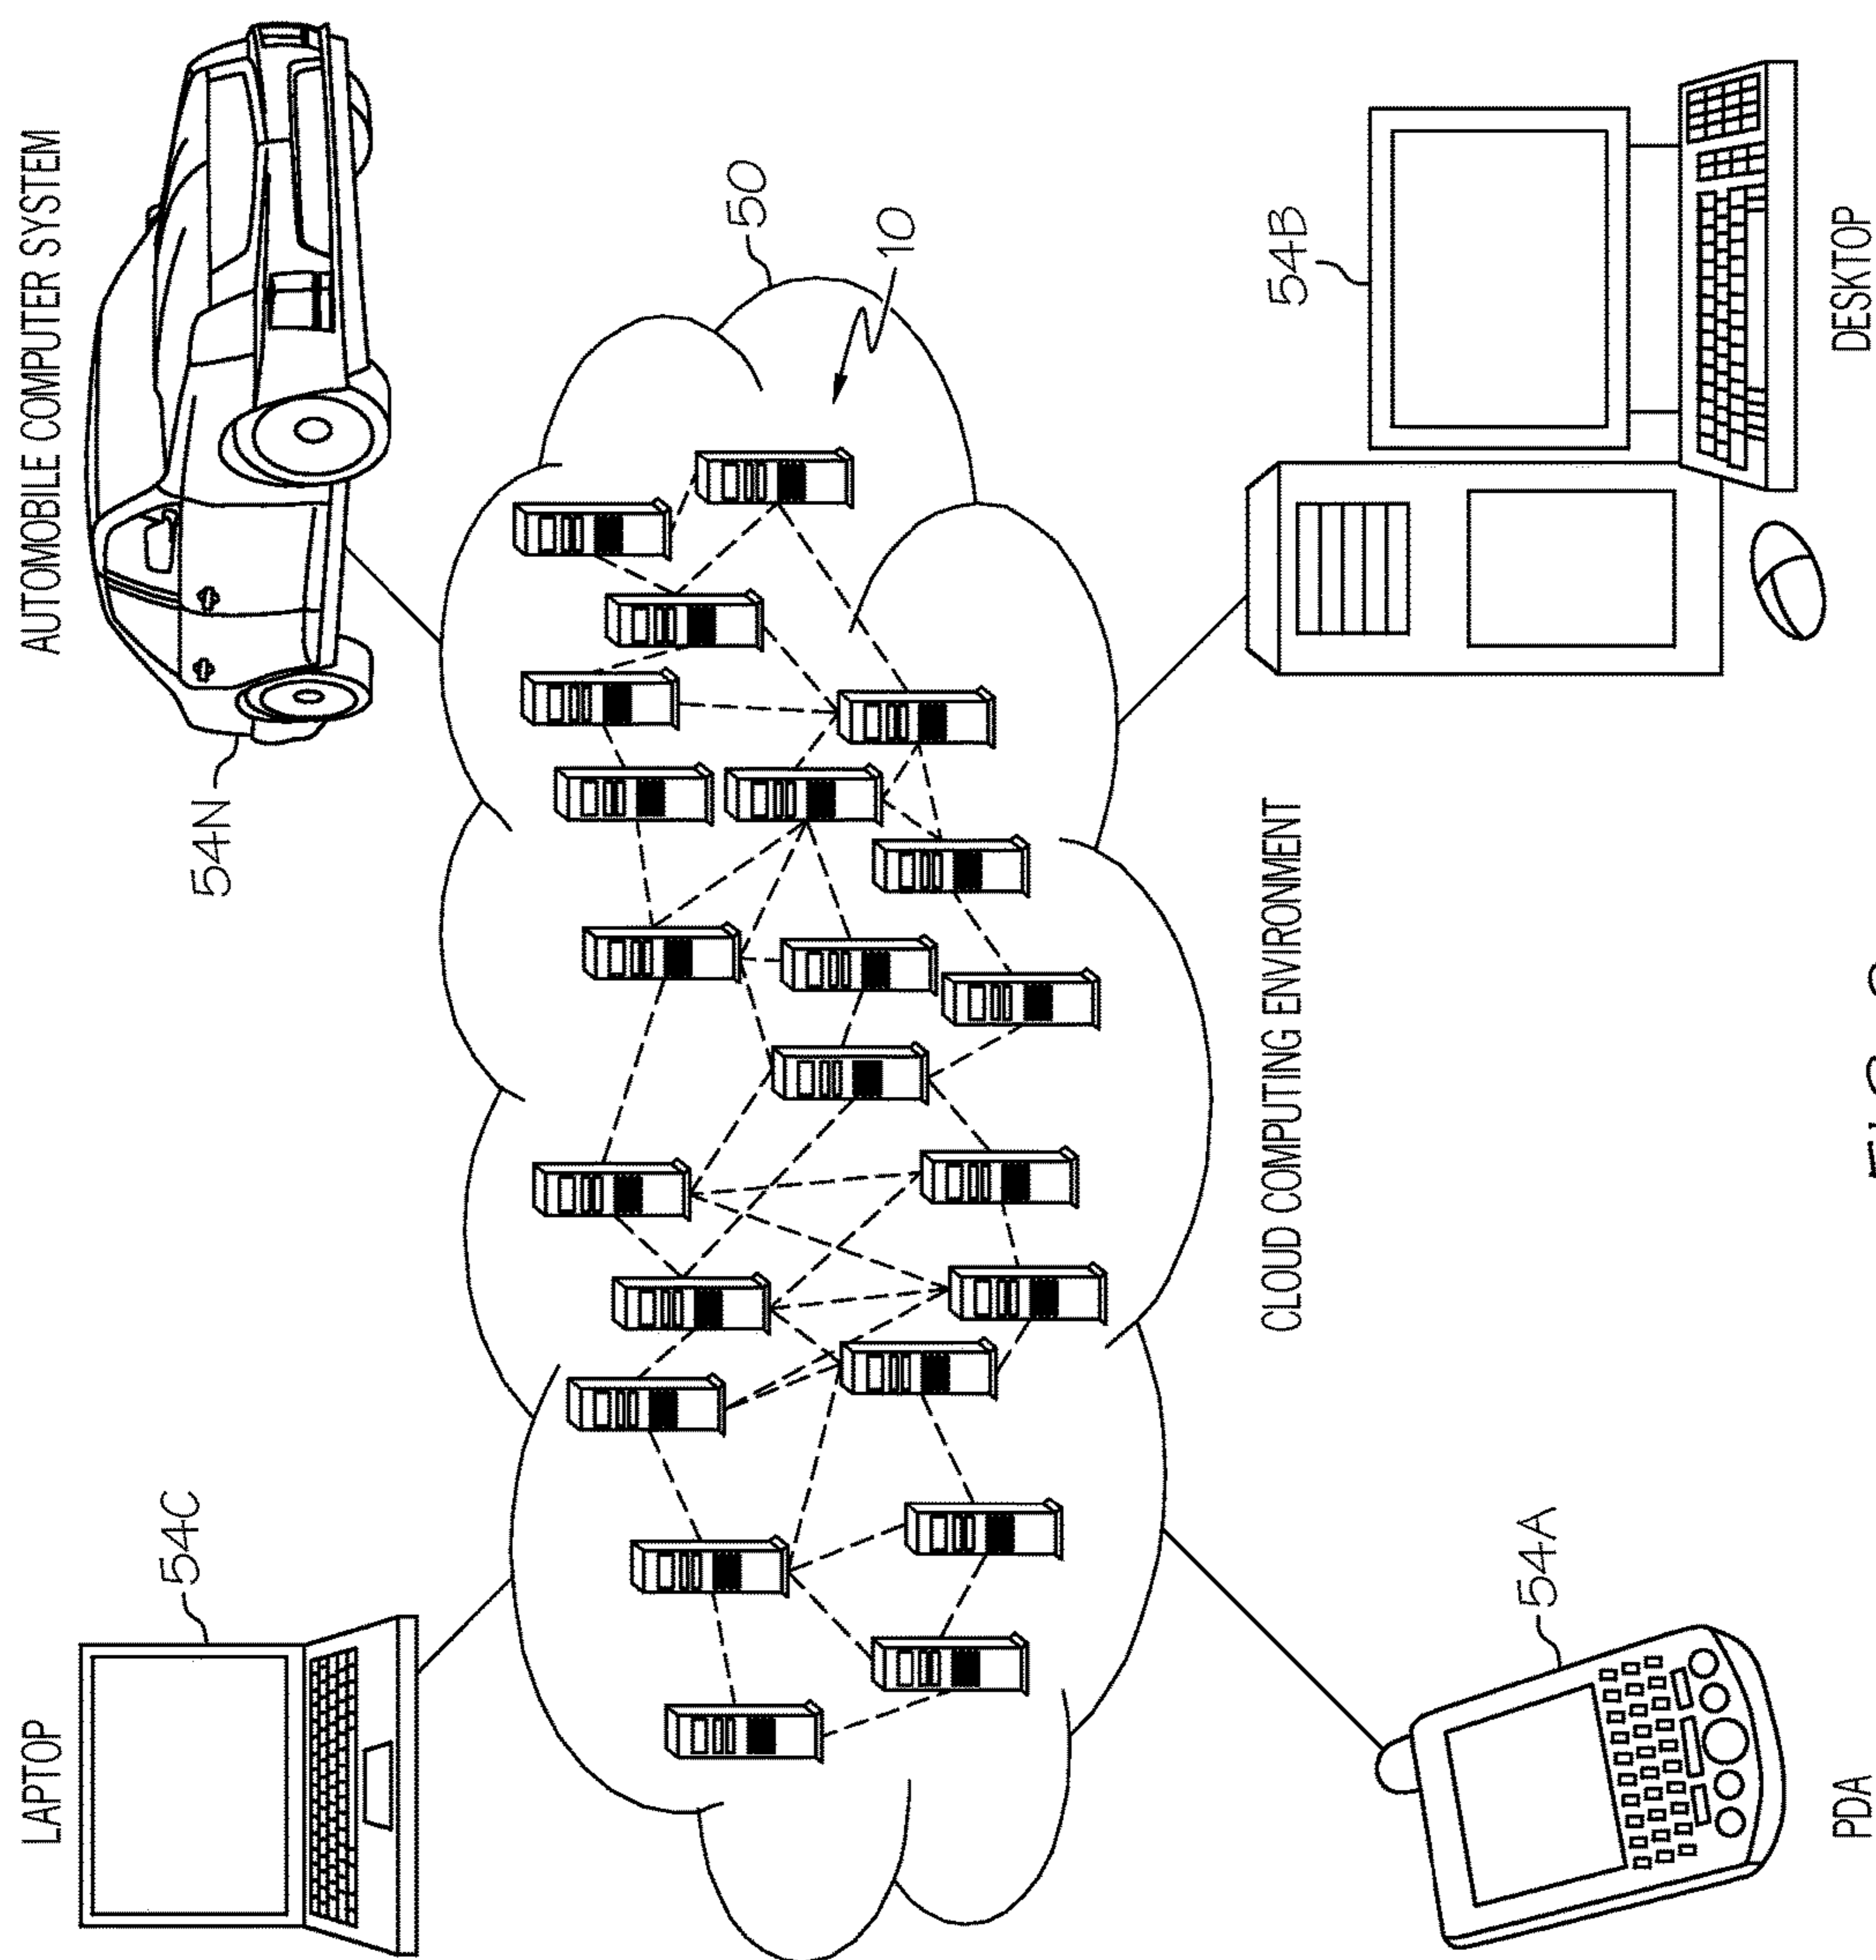 LAPTOP
AUTOMOBILE COMPUTER SYSTEM
54C
54N
50
10
CLOUD COMPUTING ENVIRONMENT
54A
54B
PDA
DESKTOP